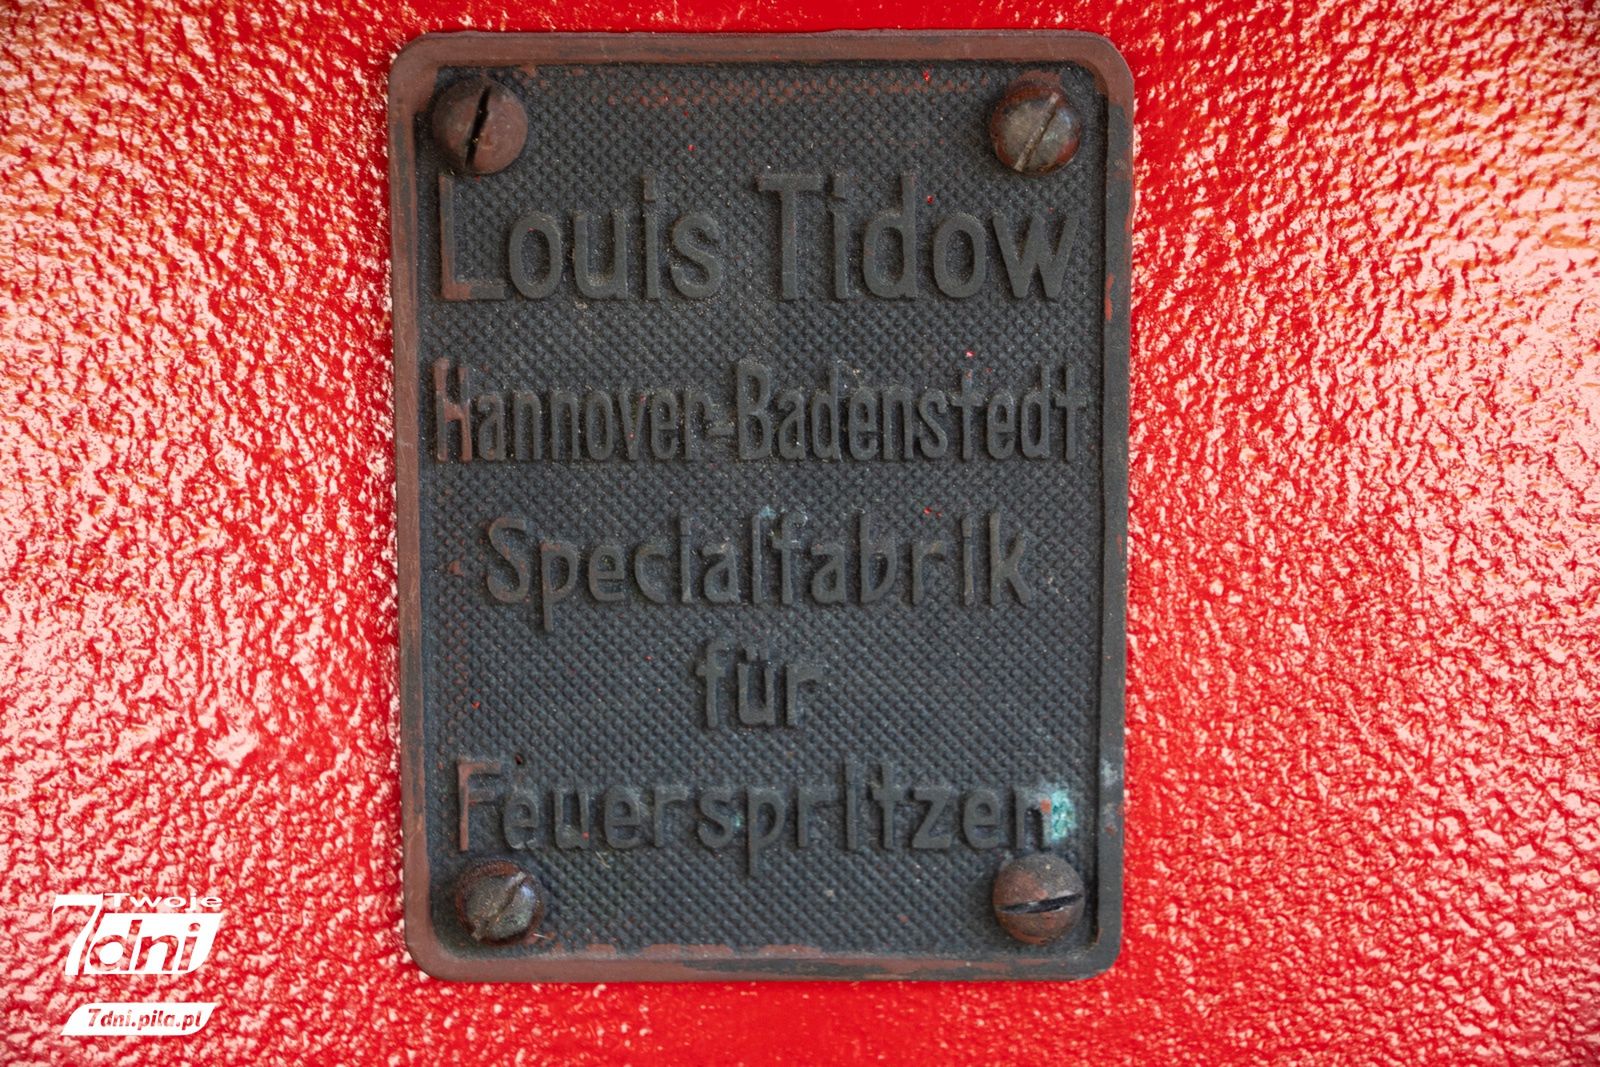 Louis Tidow
Hannover-Badenstedt
Specialfabrik
für
Feuerspritzen
Twoje
7dni
7dni.pila.pl